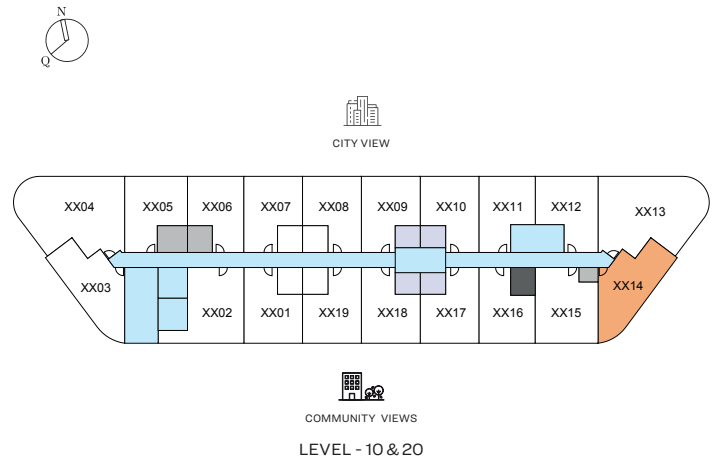 N
Q
CITY VIEW
XX04 XX05 XX06 XX07 XX08 XX09 XX10 XX11 XX12 XX13
XX03 XX14
XX02 XX01 XX19 XX18 XX17 XX16 XX15
COMMUNITY VIEWS
LEVEL - 10 & 20